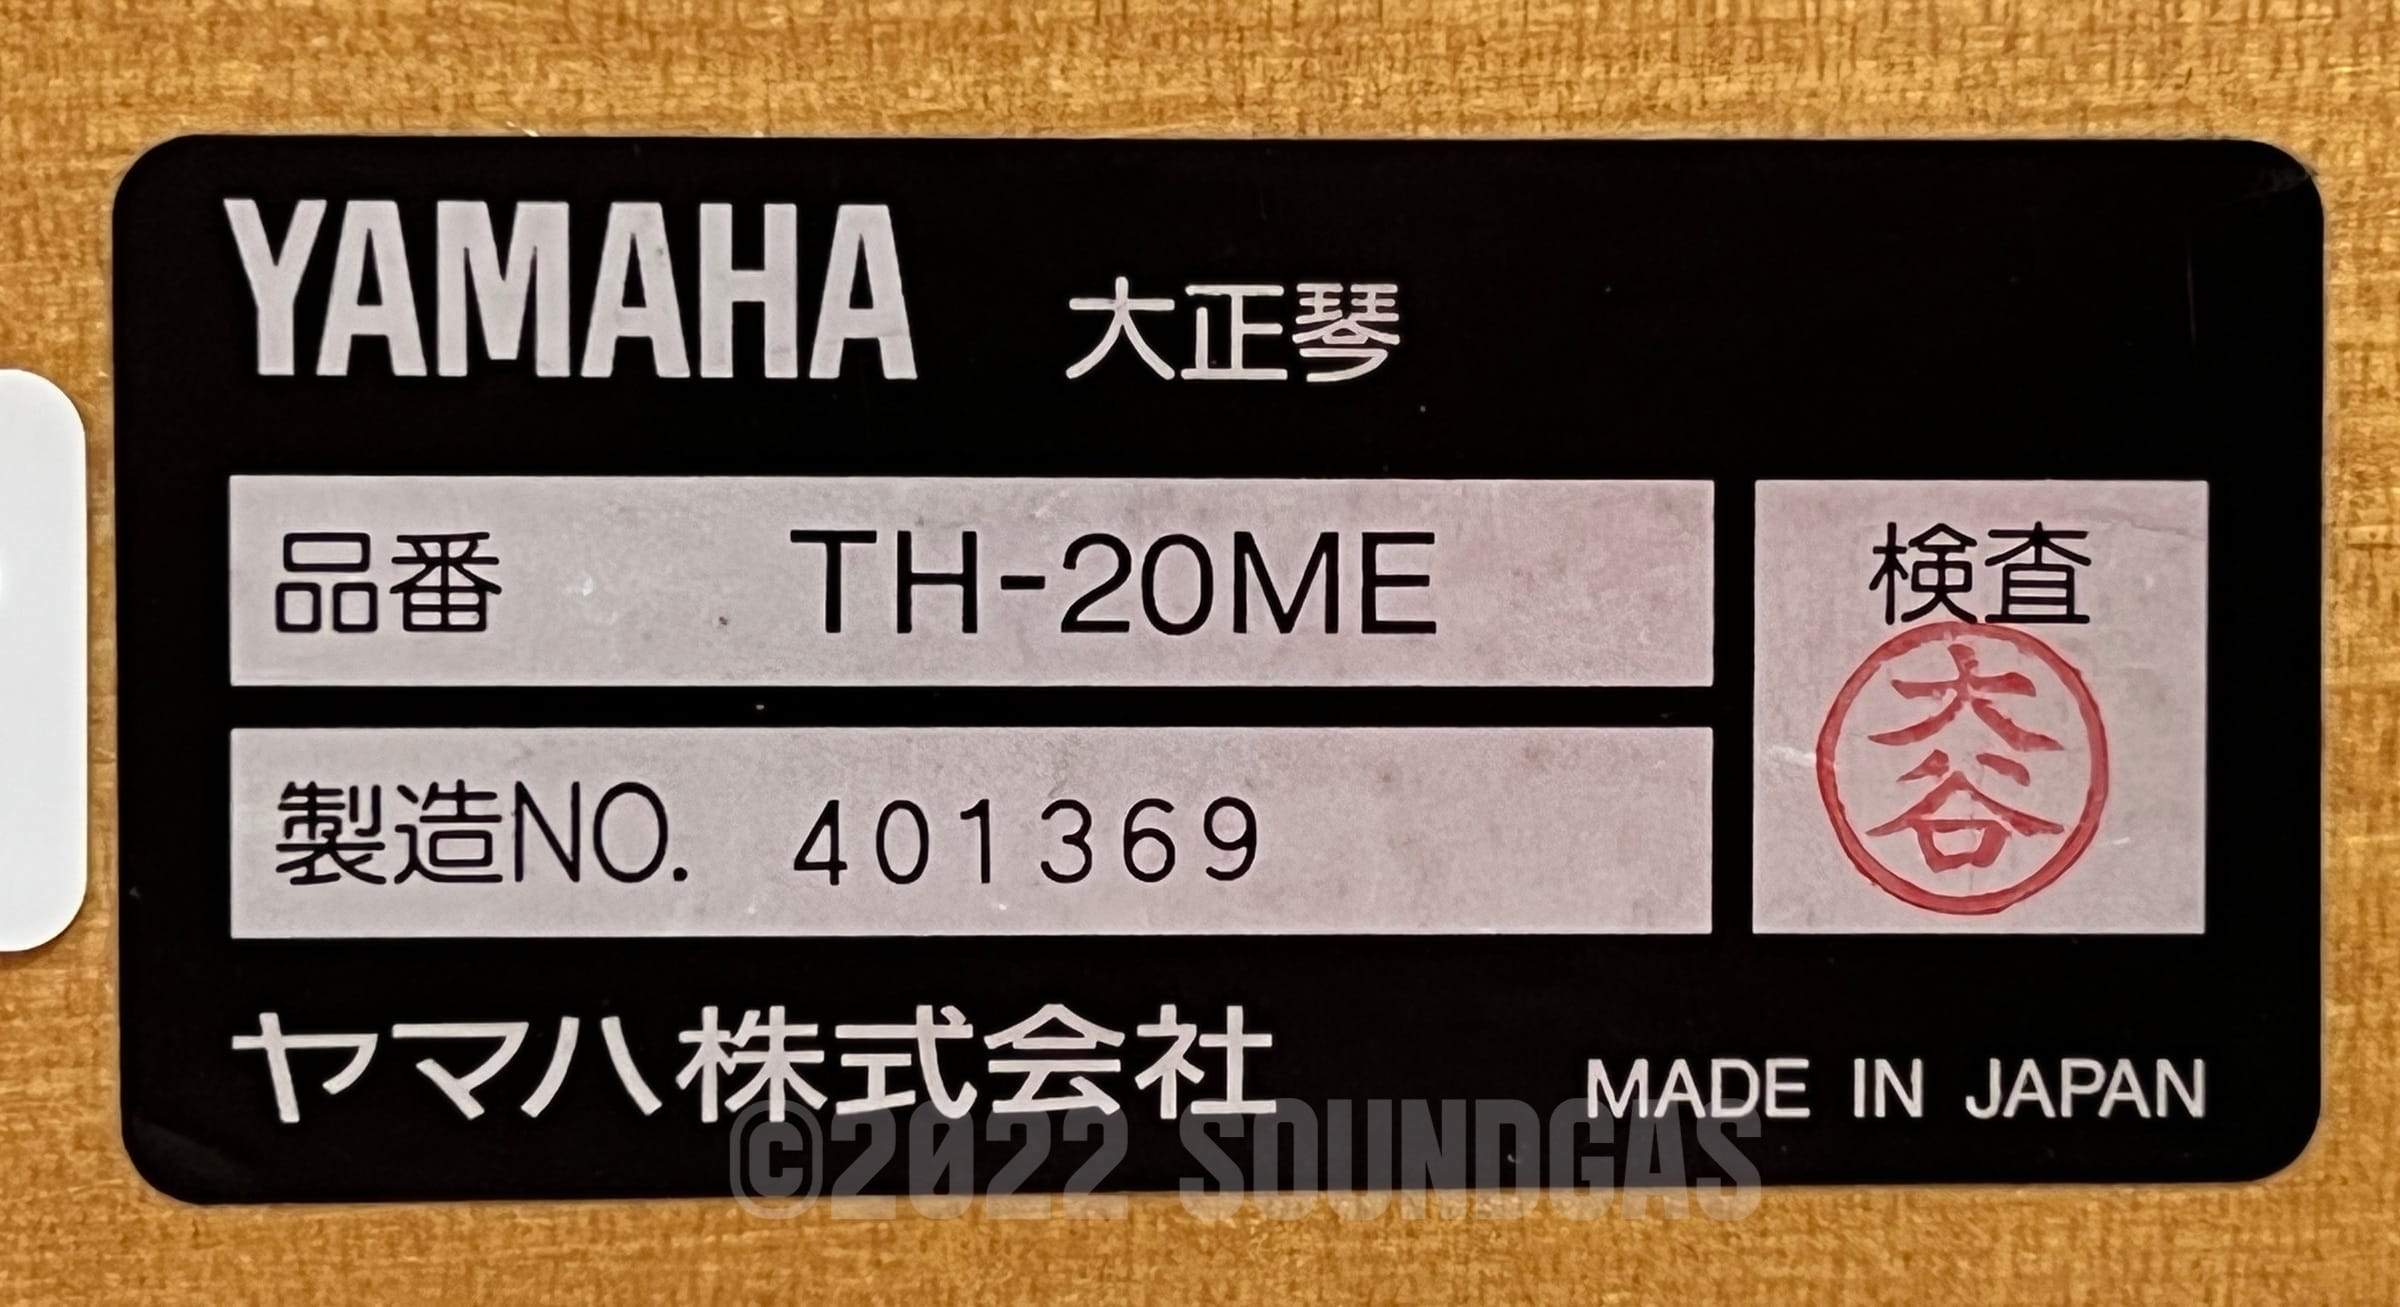 YAMAHA 大正琴
品番 TH-20ME
検査
大谷
製造NO. 401369
ヤマハ株式会社
MADE IN JAPAN
©2022 SOUNDGAS